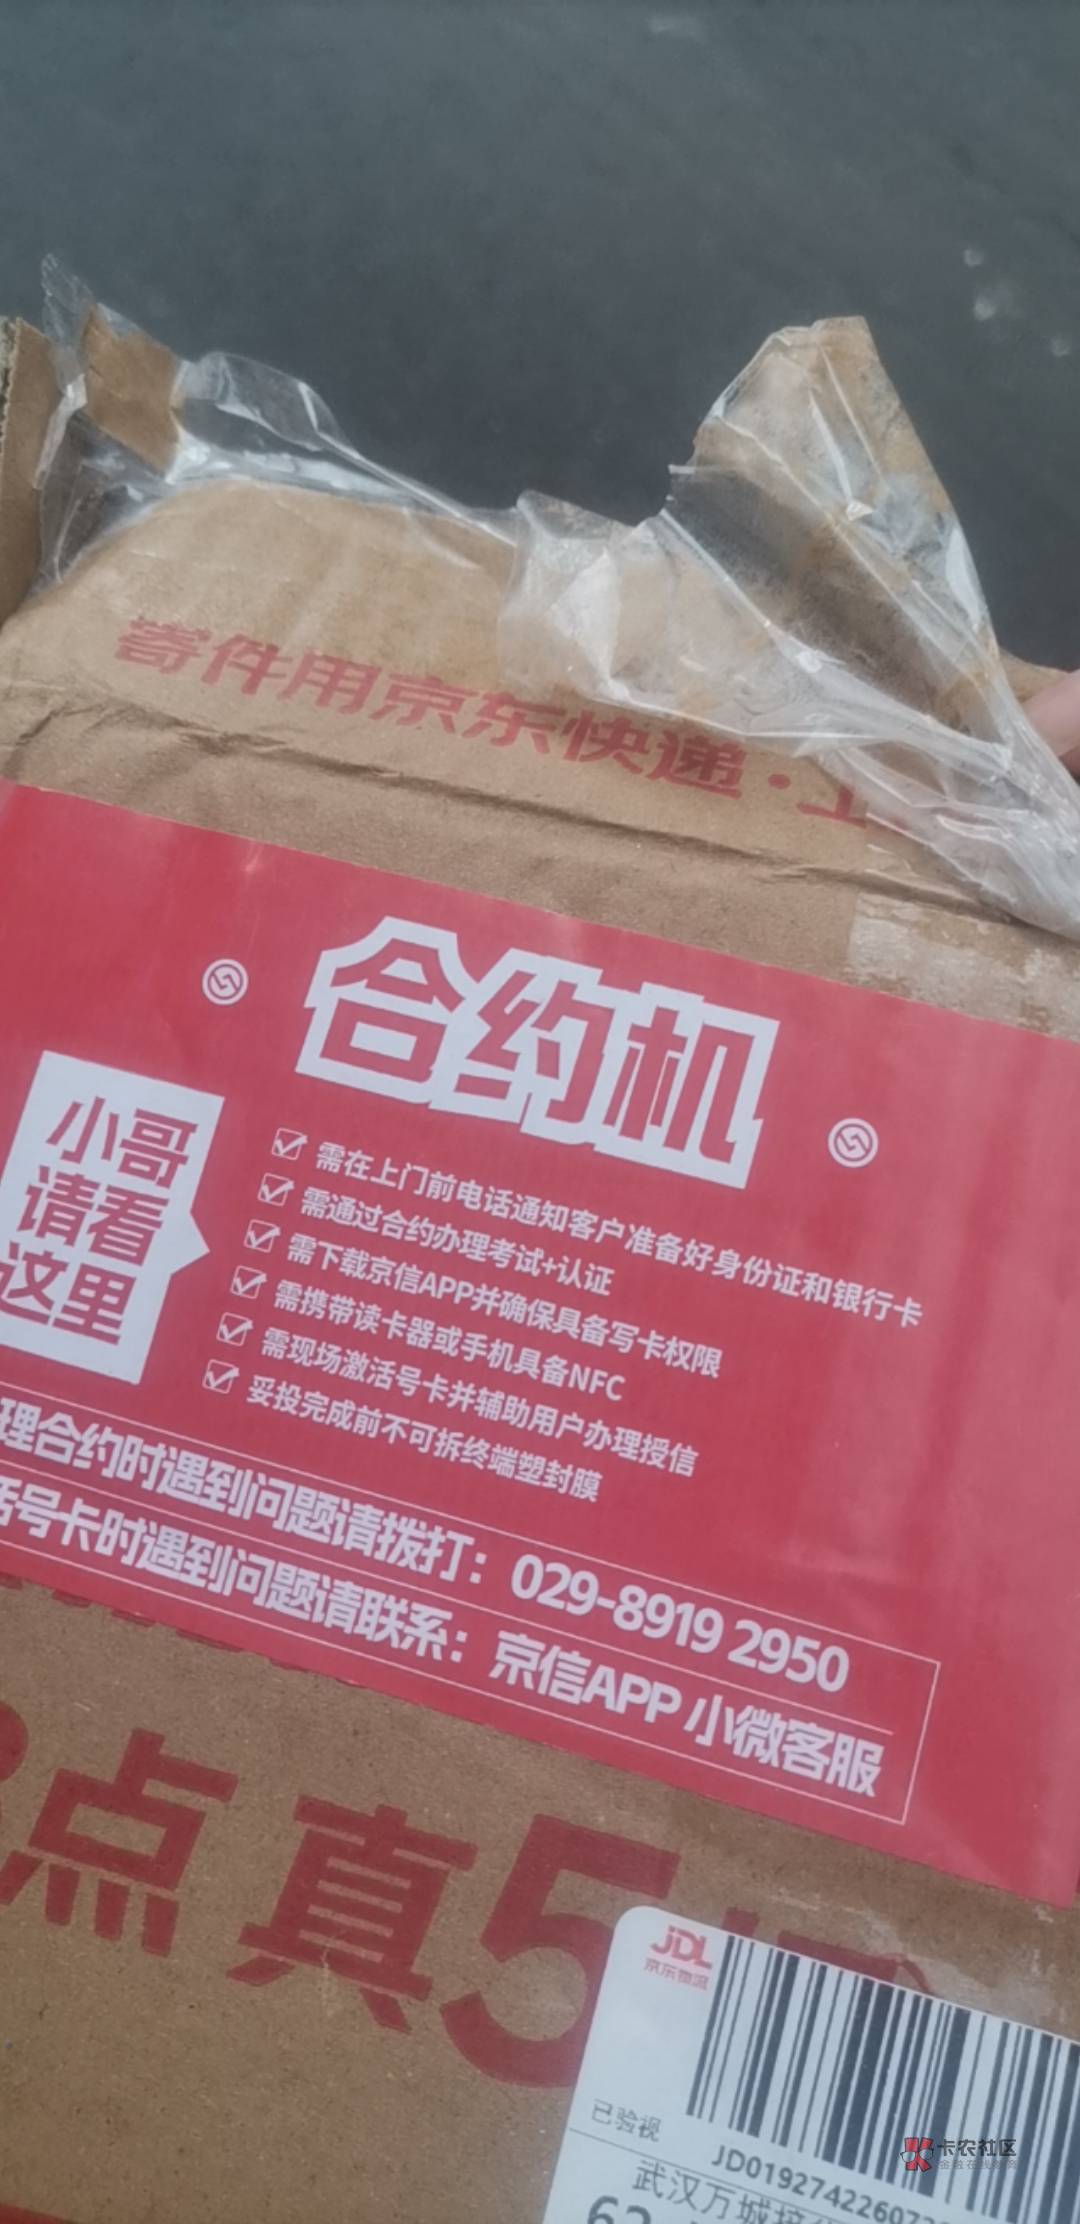 寄件用京东快递·上
合约机
小哥
请看
这里
需在上门前电话通知客户准备好身份证和银行卡
需通过合约办理考试+认证
需下载京信APP并确保具备写卡权限
需携带读卡器或手机具备NFC
需现场激活号卡并辅助用户办理授信
妥投完成前不可拆终端塑封膜
理合约时遇到问题请拨打：029-8919 2950
活号卡时遇到问题请联系：京信APP 小微客服
点 真5
JDL
京东物流
已验视
JD0192742260
武汉万城
62
卡农社区